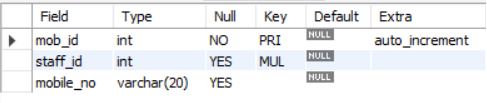 Field Type Null Key Default Extra
mob_id int NO PRI NULL auto_increment
staff_id int YES MUL NULL
mobile_no varchar(20) YES NULL